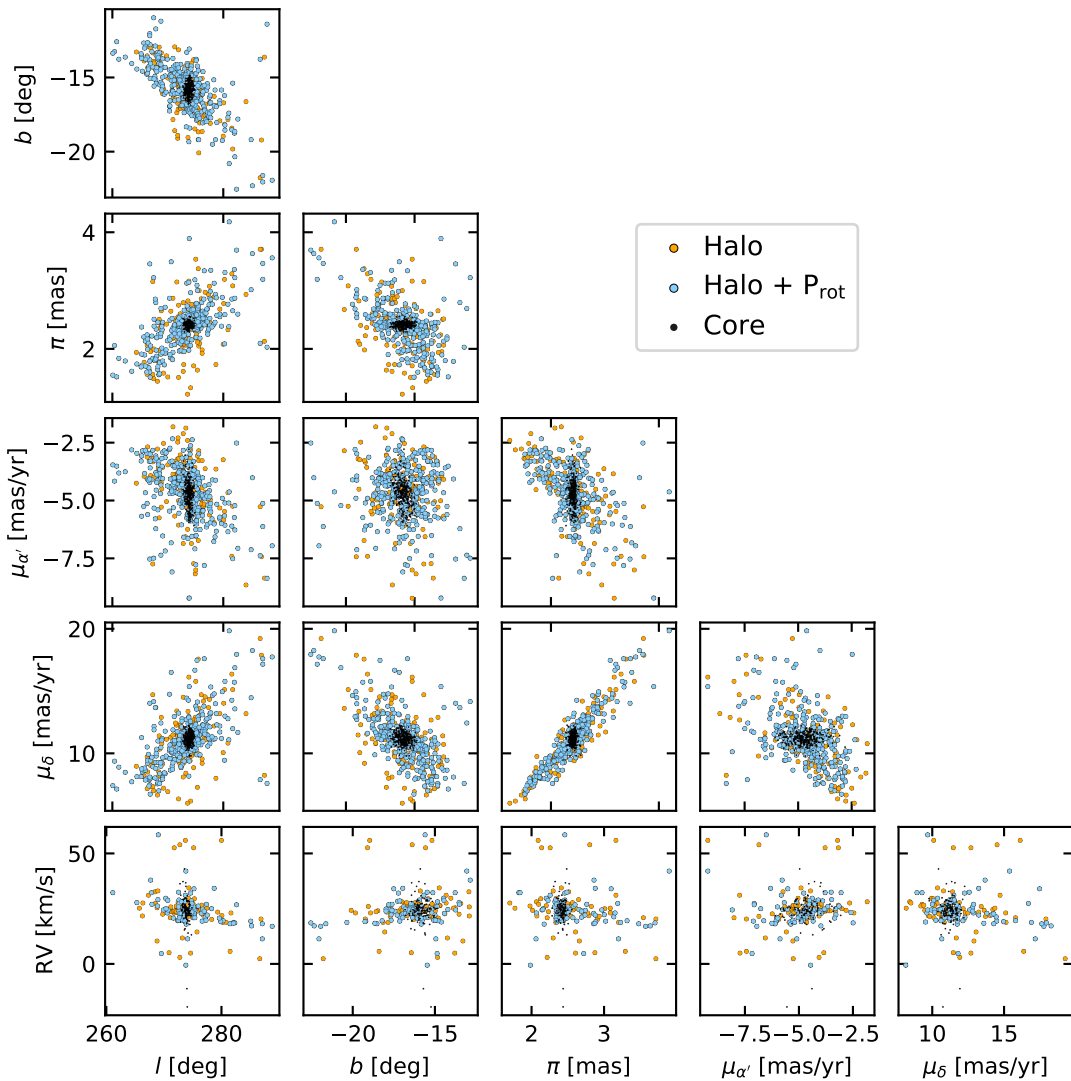 b [deg]
−15
−20
π [mas]
4
2
Halo
Halo + P_rot
Core
μ_α′ [mas/yr]
−2.5
−5.0
−7.5
μ_δ [mas/yr]
20
10
RV [km/s]
50
0
260 280 −20 −15 2 3 −7.5 −5.0 −2.5 10 15
l [deg] b [deg] π [mas] μ_α′ [mas/yr] μ_δ [mas/yr]